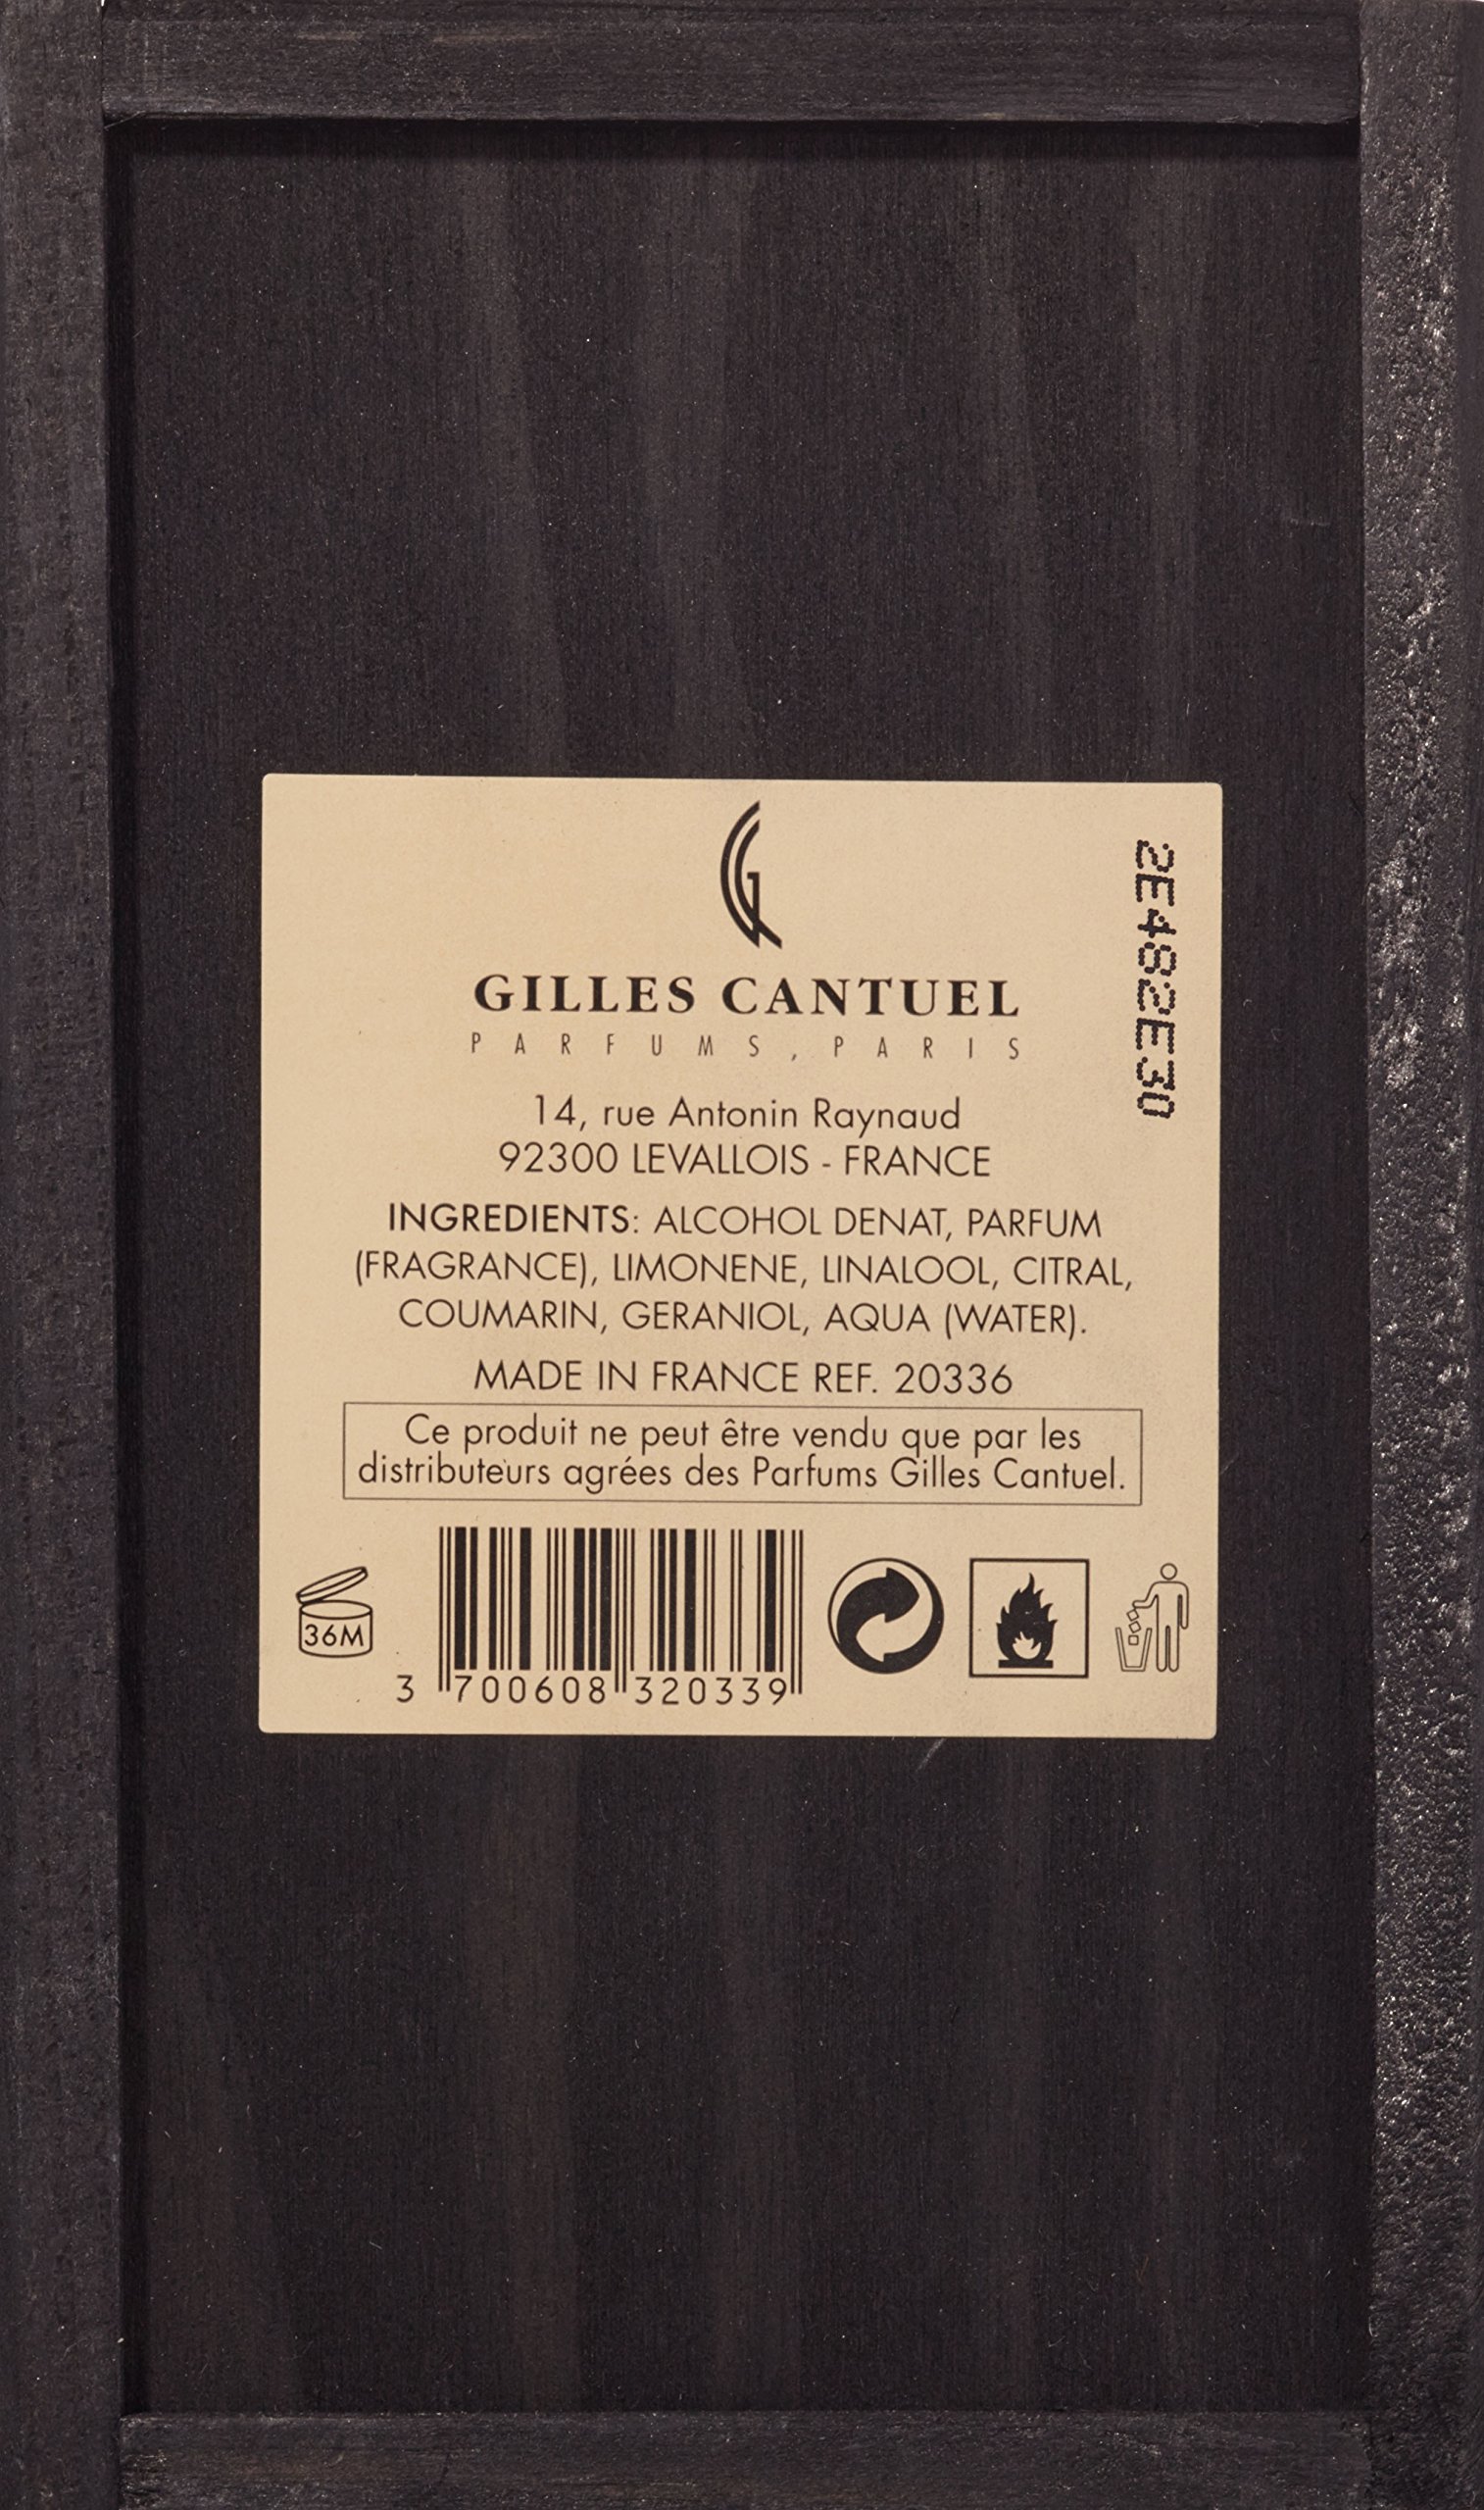 GILLES CANTUEL
PARFUMS, PARIS
14, rue Antonin Raynaud
92300 LEVALLOIS - FRANCE
INGREDIENTS: ALCOHOL DENAT, PARFUM
(FRAGRANCE), LIMONENE, LINALOOL, CITRAL,
COUMARIN, GERANIOL, AQUA (WATER).
MADE IN FRANCE REF. 20336
Ce produit ne peut être vendu que par les
distributeurs agrées des Parfums Gilles Cantuel.
36M
3 700608 320339
2E482E30